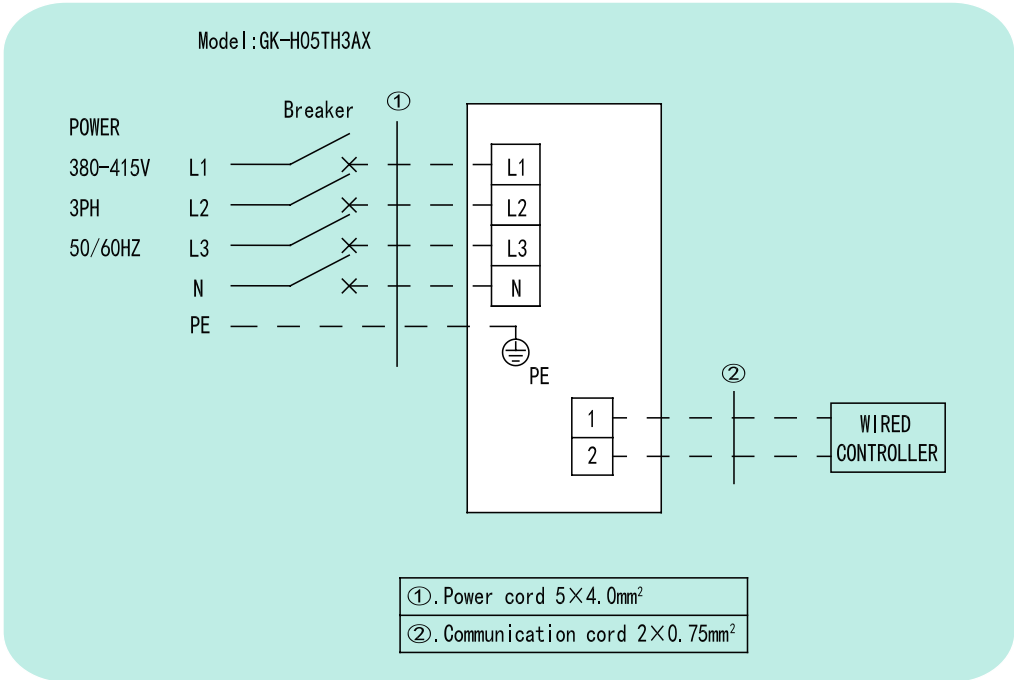 Model:GK-H05TH3AX
Breaker
①
POWER
380-415V
3PH
50/60HZ
L1
L2
L3
N
PE
L1
L2
L3
N
PE
1
2
②
WIRED
CONTROLLER
①.Power cord 5×4.0mm²
②.Communication cord 2×0.75mm²